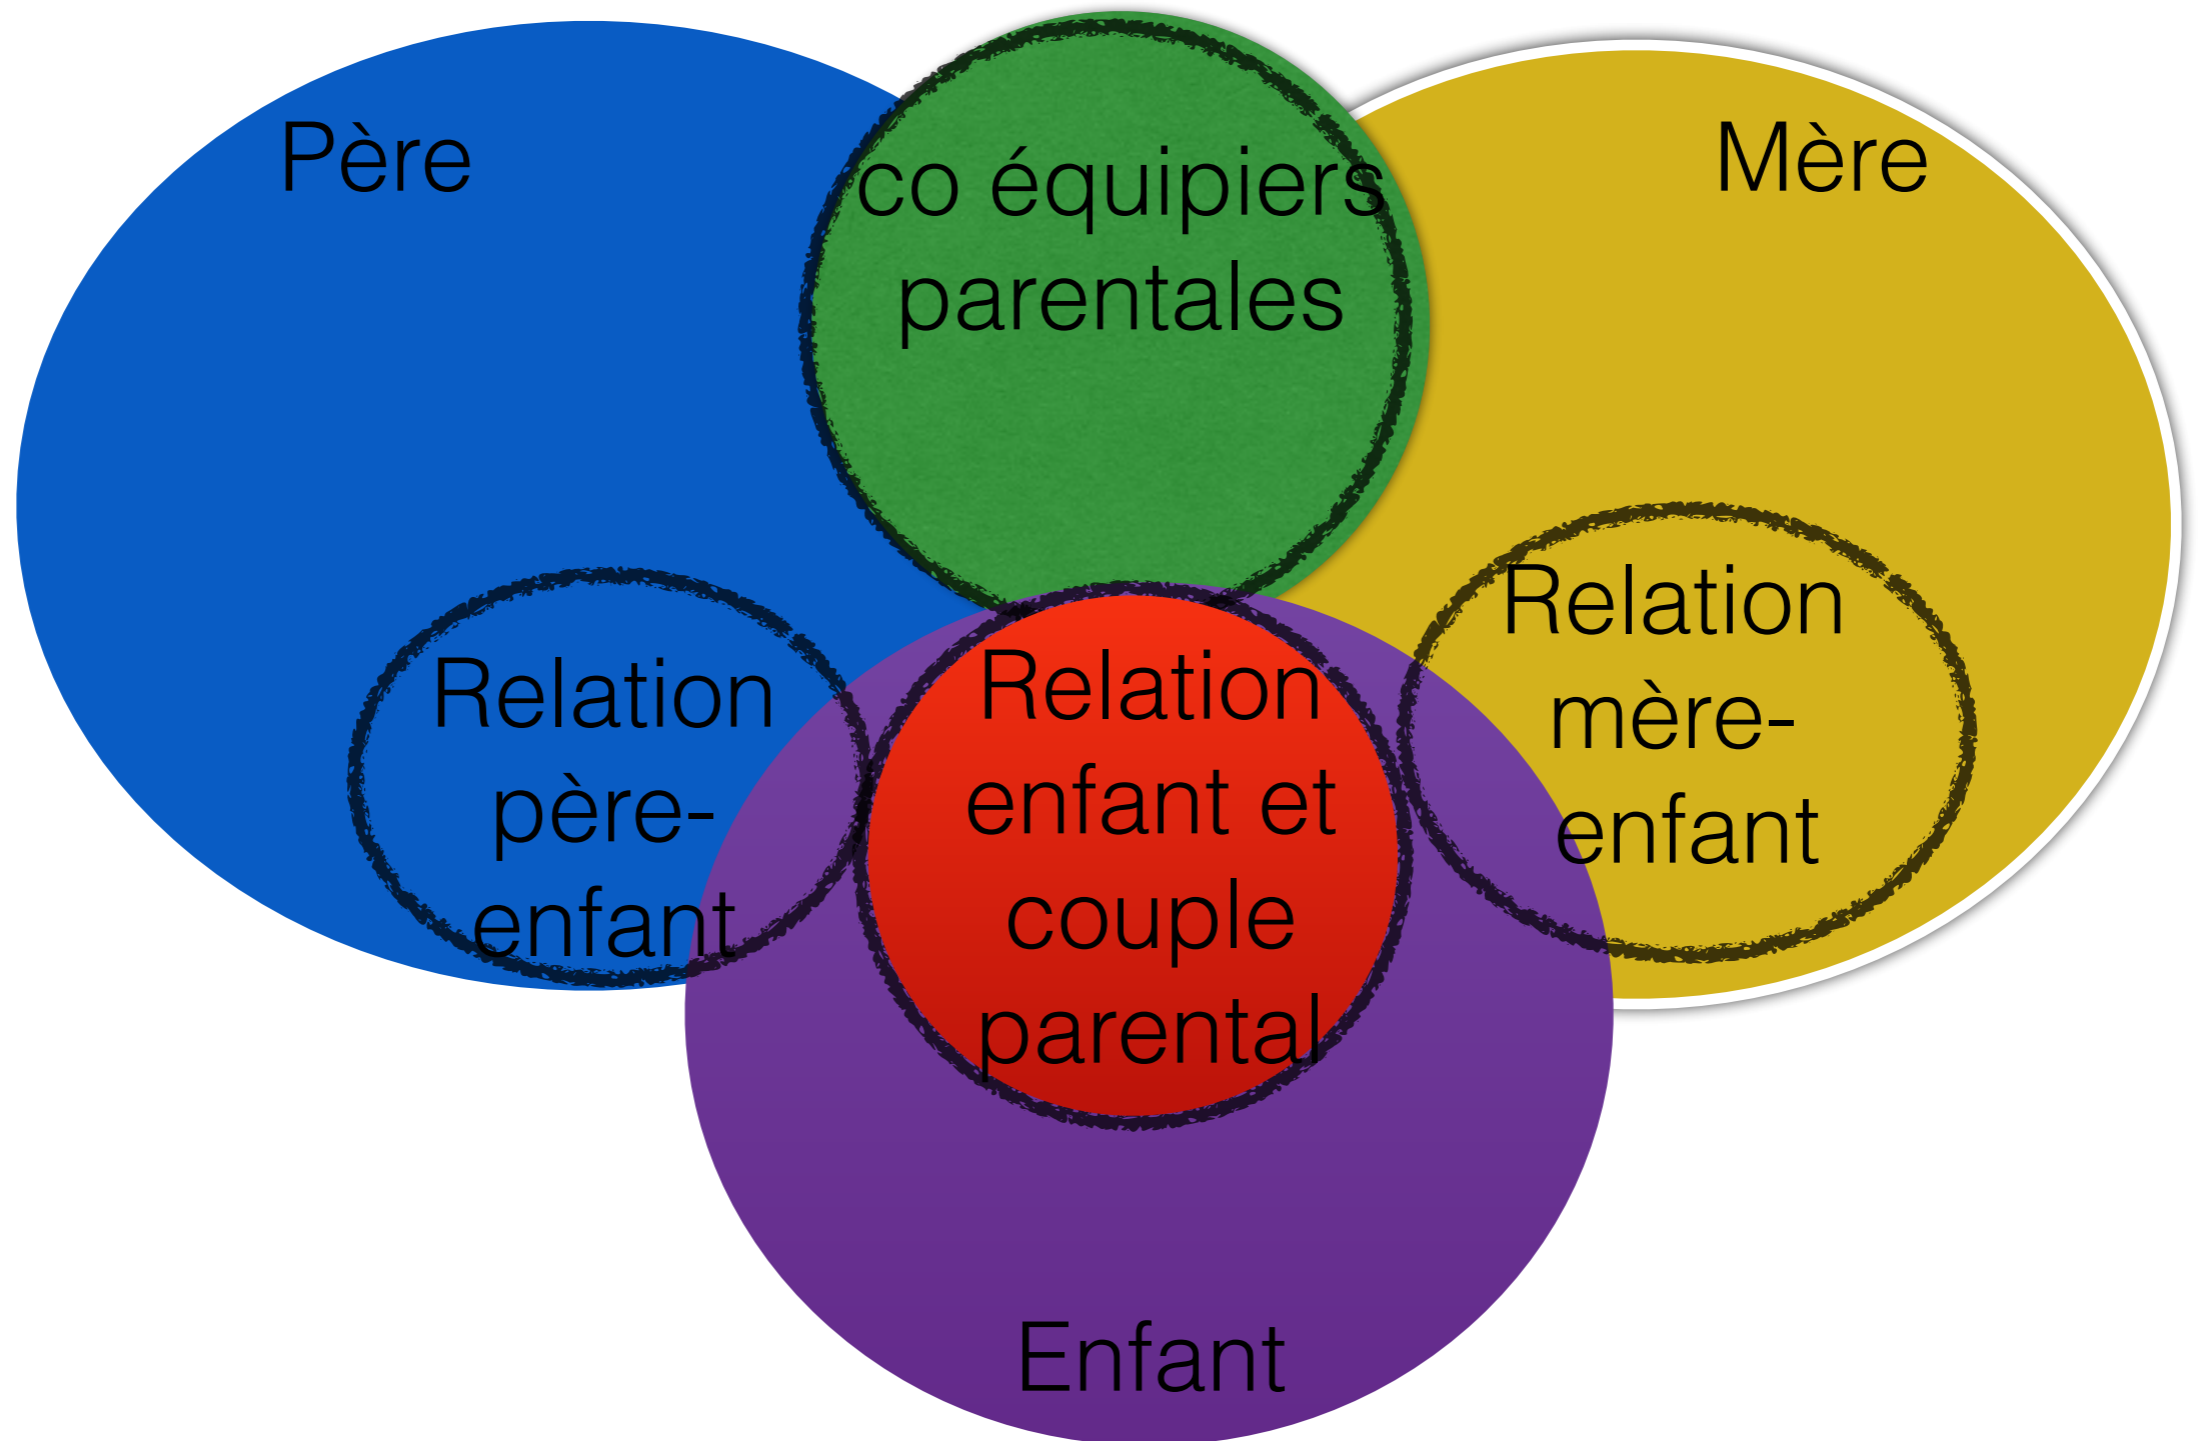 Père
co équipiers
parentales
Mère
Relation
père-
enfant
Relation
enfant et
couple
parental
Relation
mère-
enfant
Enfant